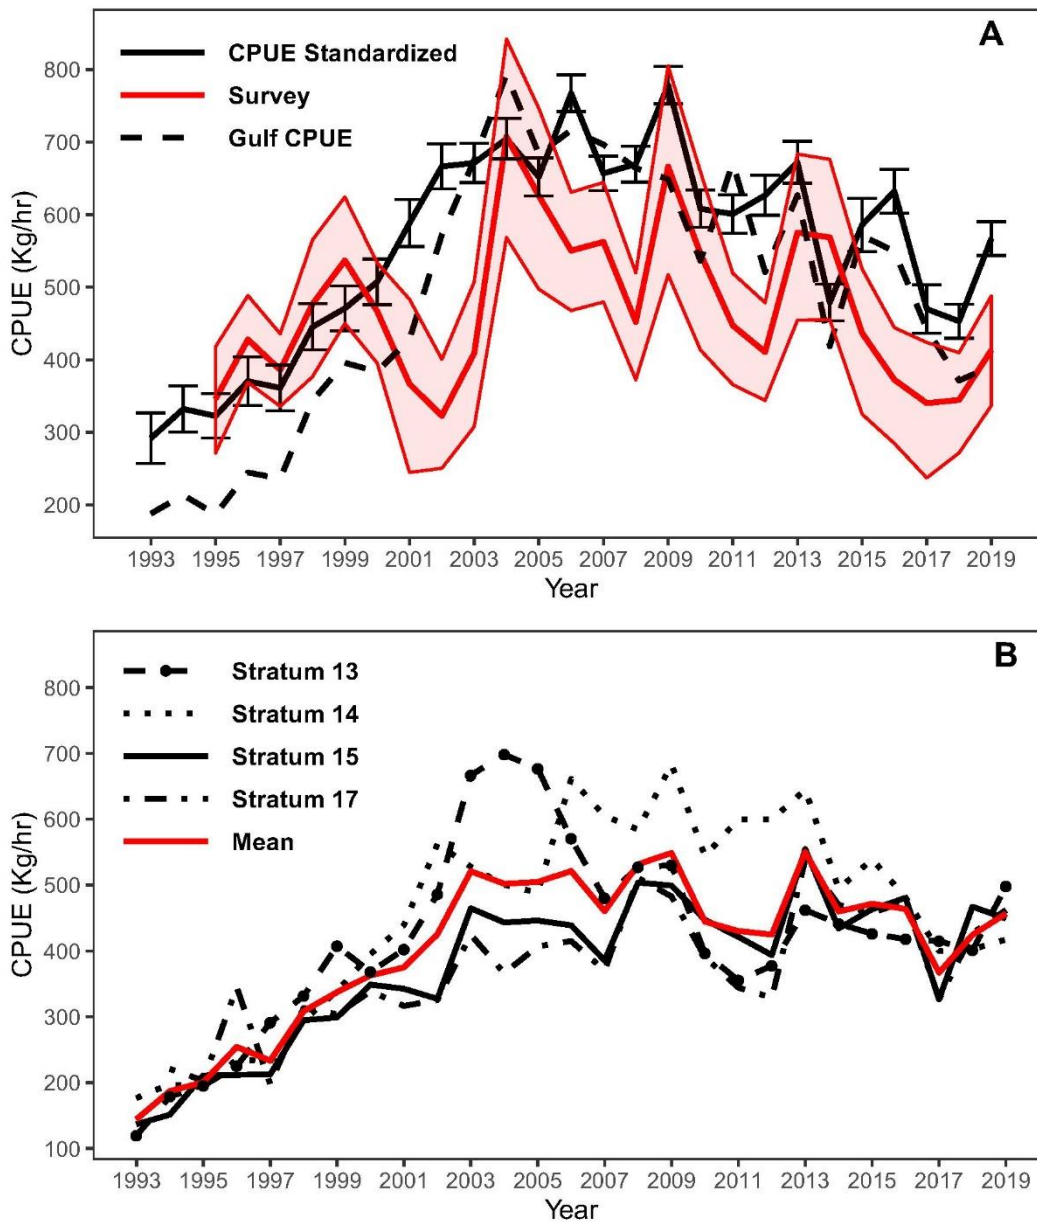 A
CPUE Standardized
Survey
Gulf CPUE
CPUE (Kg/hr)
800
700
600
500
400
300
200
1993 1995 1997 1999 2001 2003 2005 2007 2009 2011 2013 2015 2017 2019
Year
B
Stratum 13
Stratum 14
Stratum 15
Stratum 17
Mean
CPUE (Kg/hr)
800
700
600
500
400
300
200
100
1993 1995 1997 1999 2001 2003 2005 2007 2009 2011 2013 2015 2017 2019
Year